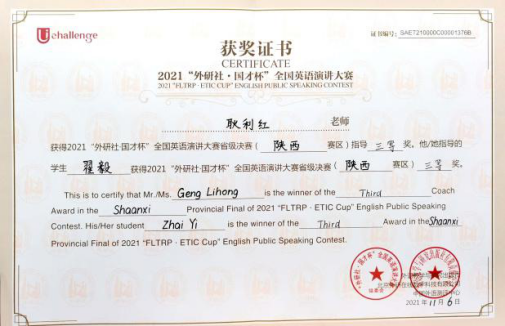 Uchallenge
证书编号: SAET210000C00001376B
获奖证书
CERTIFICATE
2021 “外研社·国才杯” 全国英语演讲大赛
2021 "FLTRP · ETIC CUP" ENGLISH PUBLIC SPEAKING CONTEST
耿利红 老师
获得2021 “外研社·国才杯” 全国英语演讲大赛省级决赛 ( 陕西 赛区) 指导 三等 奖。他/她指导的
学生 翟毅 获得2021 “外研社·国才杯” 全国英语演讲大赛省级决赛 ( 陕西 赛区) 三等 奖。
This is to certify that Mr./Ms. Geng Lihong is the winner of the Third Coach
Award in the Shaanxi Provincial Final of 2021 "FLTRP · ETIC Cup" English Public Speaking
Contest. His/Her student Zhai Yi is the winner of the Third Award in the Shaanxi
Provincial Final of 2021 "FLTRP · ETIC Cup" English Public Speaking Contest.
2021 年 11 月 6 日